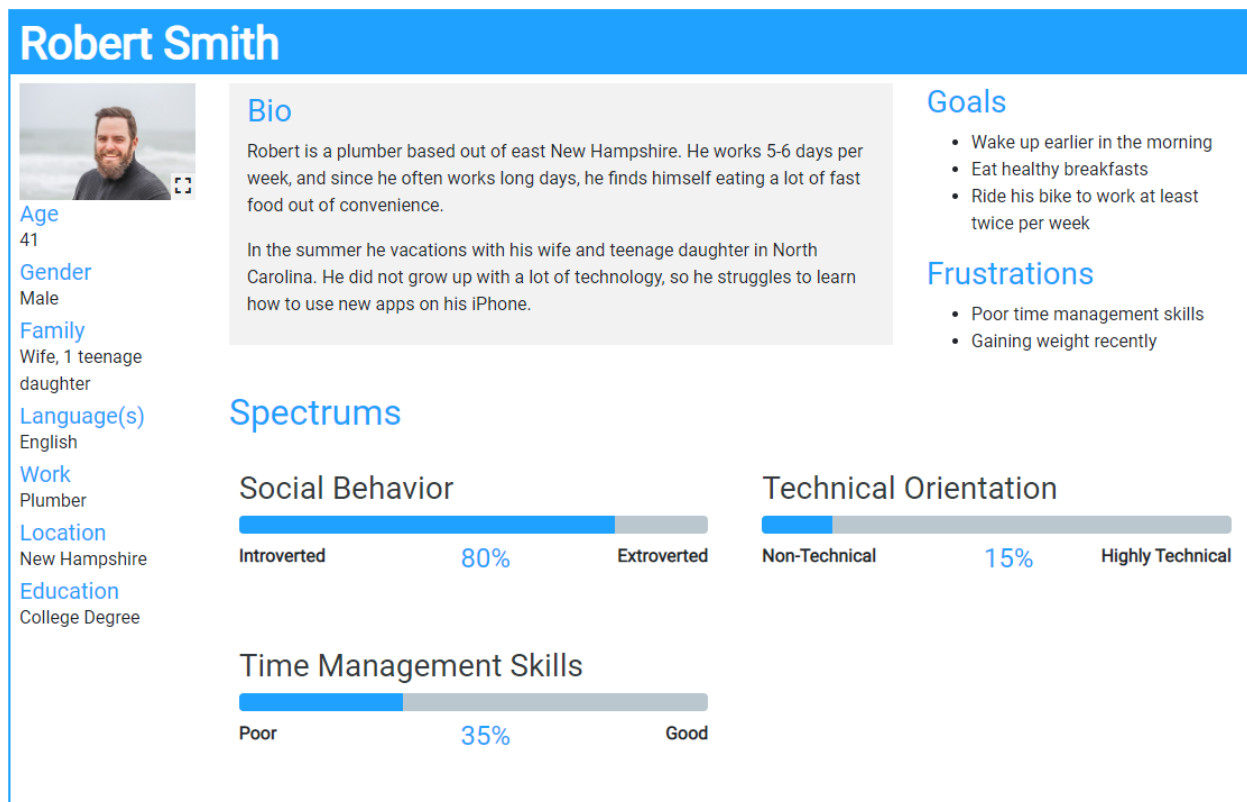 Robert Smith
Age
41
Gender
Male
Family
Wife, 1 teenage
daughter
Language(s)
English
Work
Plumber
Location
New Hampshire
Education
College Degree
Bio
Robert is a plumber based out of east New Hampshire. He works 5-6 days per
week, and since he often works long days, he finds himself eating a lot of fast
food out of convenience.
In the summer he vacations with his wife and teenage daughter in North
Carolina. He did not grow up with a lot of technology, so he struggles to learn
how to use new apps on his iPhone.
Goals
• Wake up earlier in the morning
• Eat healthy breakfasts
• Ride his bike to work at least
twice per week
Frustrations
• Poor time management skills
• Gaining weight recently
Spectrums
Social Behavior
Introverted 80% Extroverted
Technical Orientation
Non-Technical 15% Highly Technical
Time Management Skills
Poor 35% Good